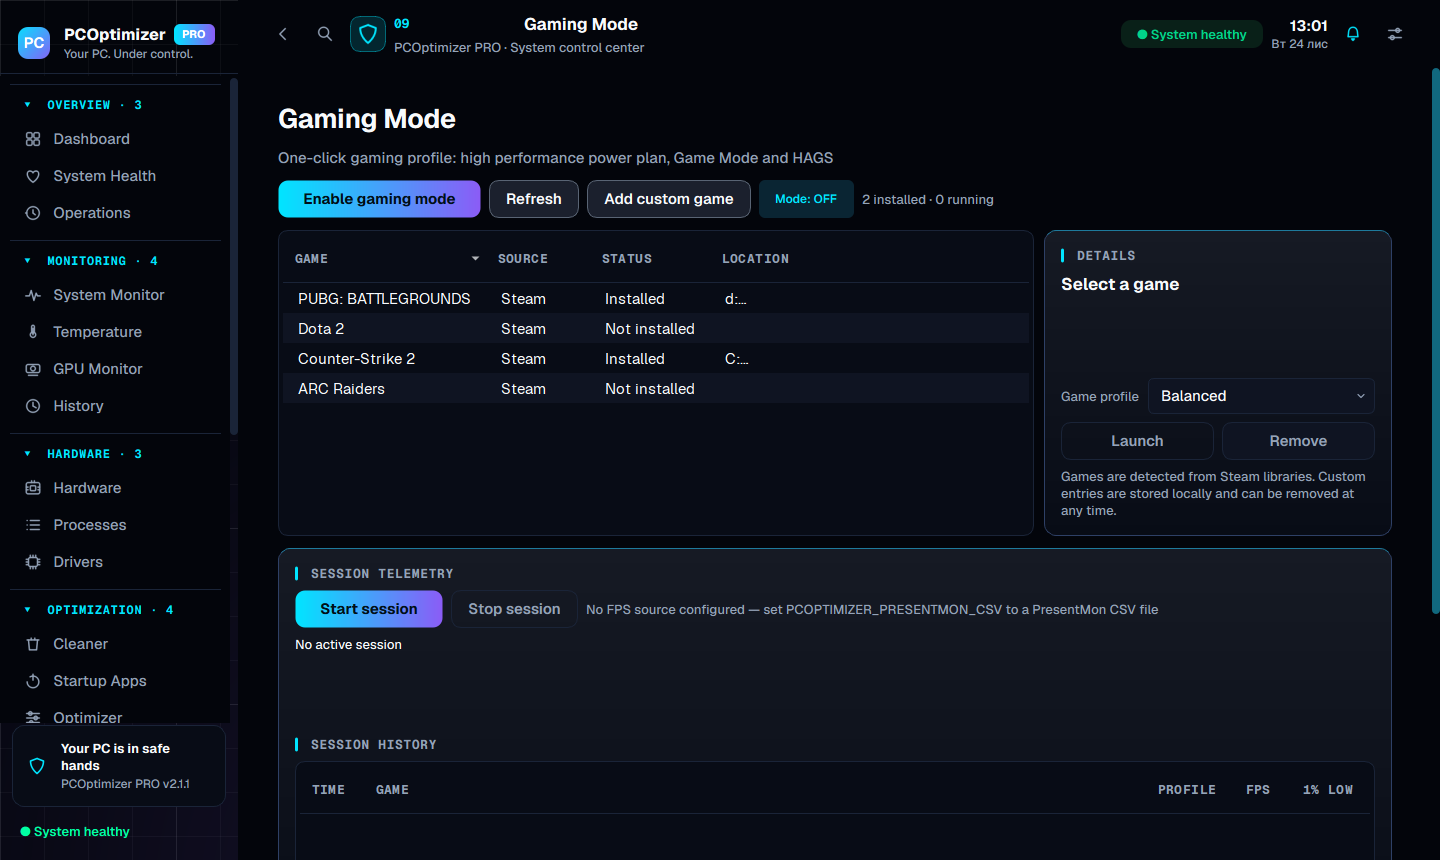 PC
PCOptimizer PRO
Your PC. Under control.
OVERVIEW · 3
Dashboard
System Health
Operations
MONITORING · 4
System Monitor
Temperature
GPU Monitor
History
HARDWARE · 3
Hardware
Processes
Drivers
OPTIMIZATION · 4
Cleaner
Startup Apps
Optimizer
Your PC is in safe
hands
PCOptimizer PRO v2.1.1
System healthy
09 Gaming Mode
PCOptimizer PRO · System control center
System healthy
13:01
Вт 24 лис
Gaming Mode
One-click gaming profile: high performance power plan, Game Mode and HAGS
Enable gaming mode Refresh Add custom game Mode: OFF 2 installed · 0 running
GAME SOURCE STATUS LOCATION
PUBG: BATTLEGROUNDS Steam Installed d:...
Dota 2 Steam Not installed
Counter-Strike 2 Steam Installed C:...
ARC Raiders Steam Not installed
DETAILS
Select a game
Game profile Balanced
Launch Remove
Games are detected from Steam libraries. Custom
entries are stored locally and can be removed at
any time.
SESSION TELEMETRY
Start session Stop session No FPS source configured — set PCOPTIMIZER_PRESENTMON_CSV to a PresentMon CSV file
No active session
SESSION HISTORY
TIME GAME PROFILE FPS 1% LOW